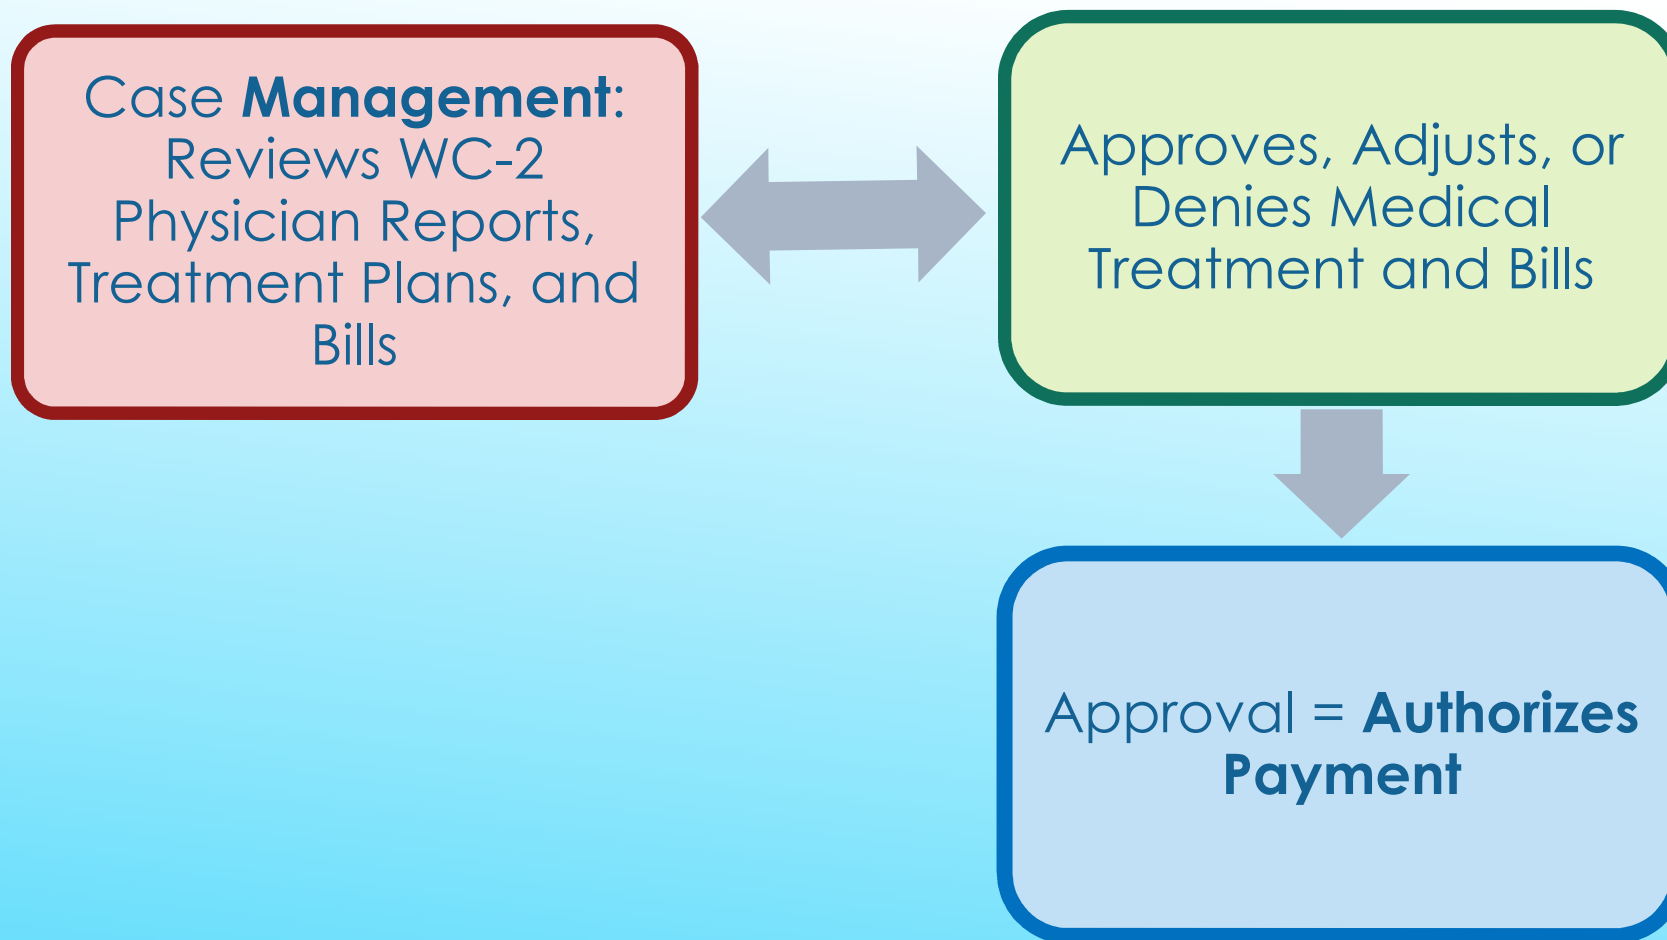 Case Management:
Reviews WC-2
Physician Reports,
Treatment Plans, and
Bills
Approves, Adjusts, or
Denies Medical
Treatment and Bills
Approval = Authorizes
Payment